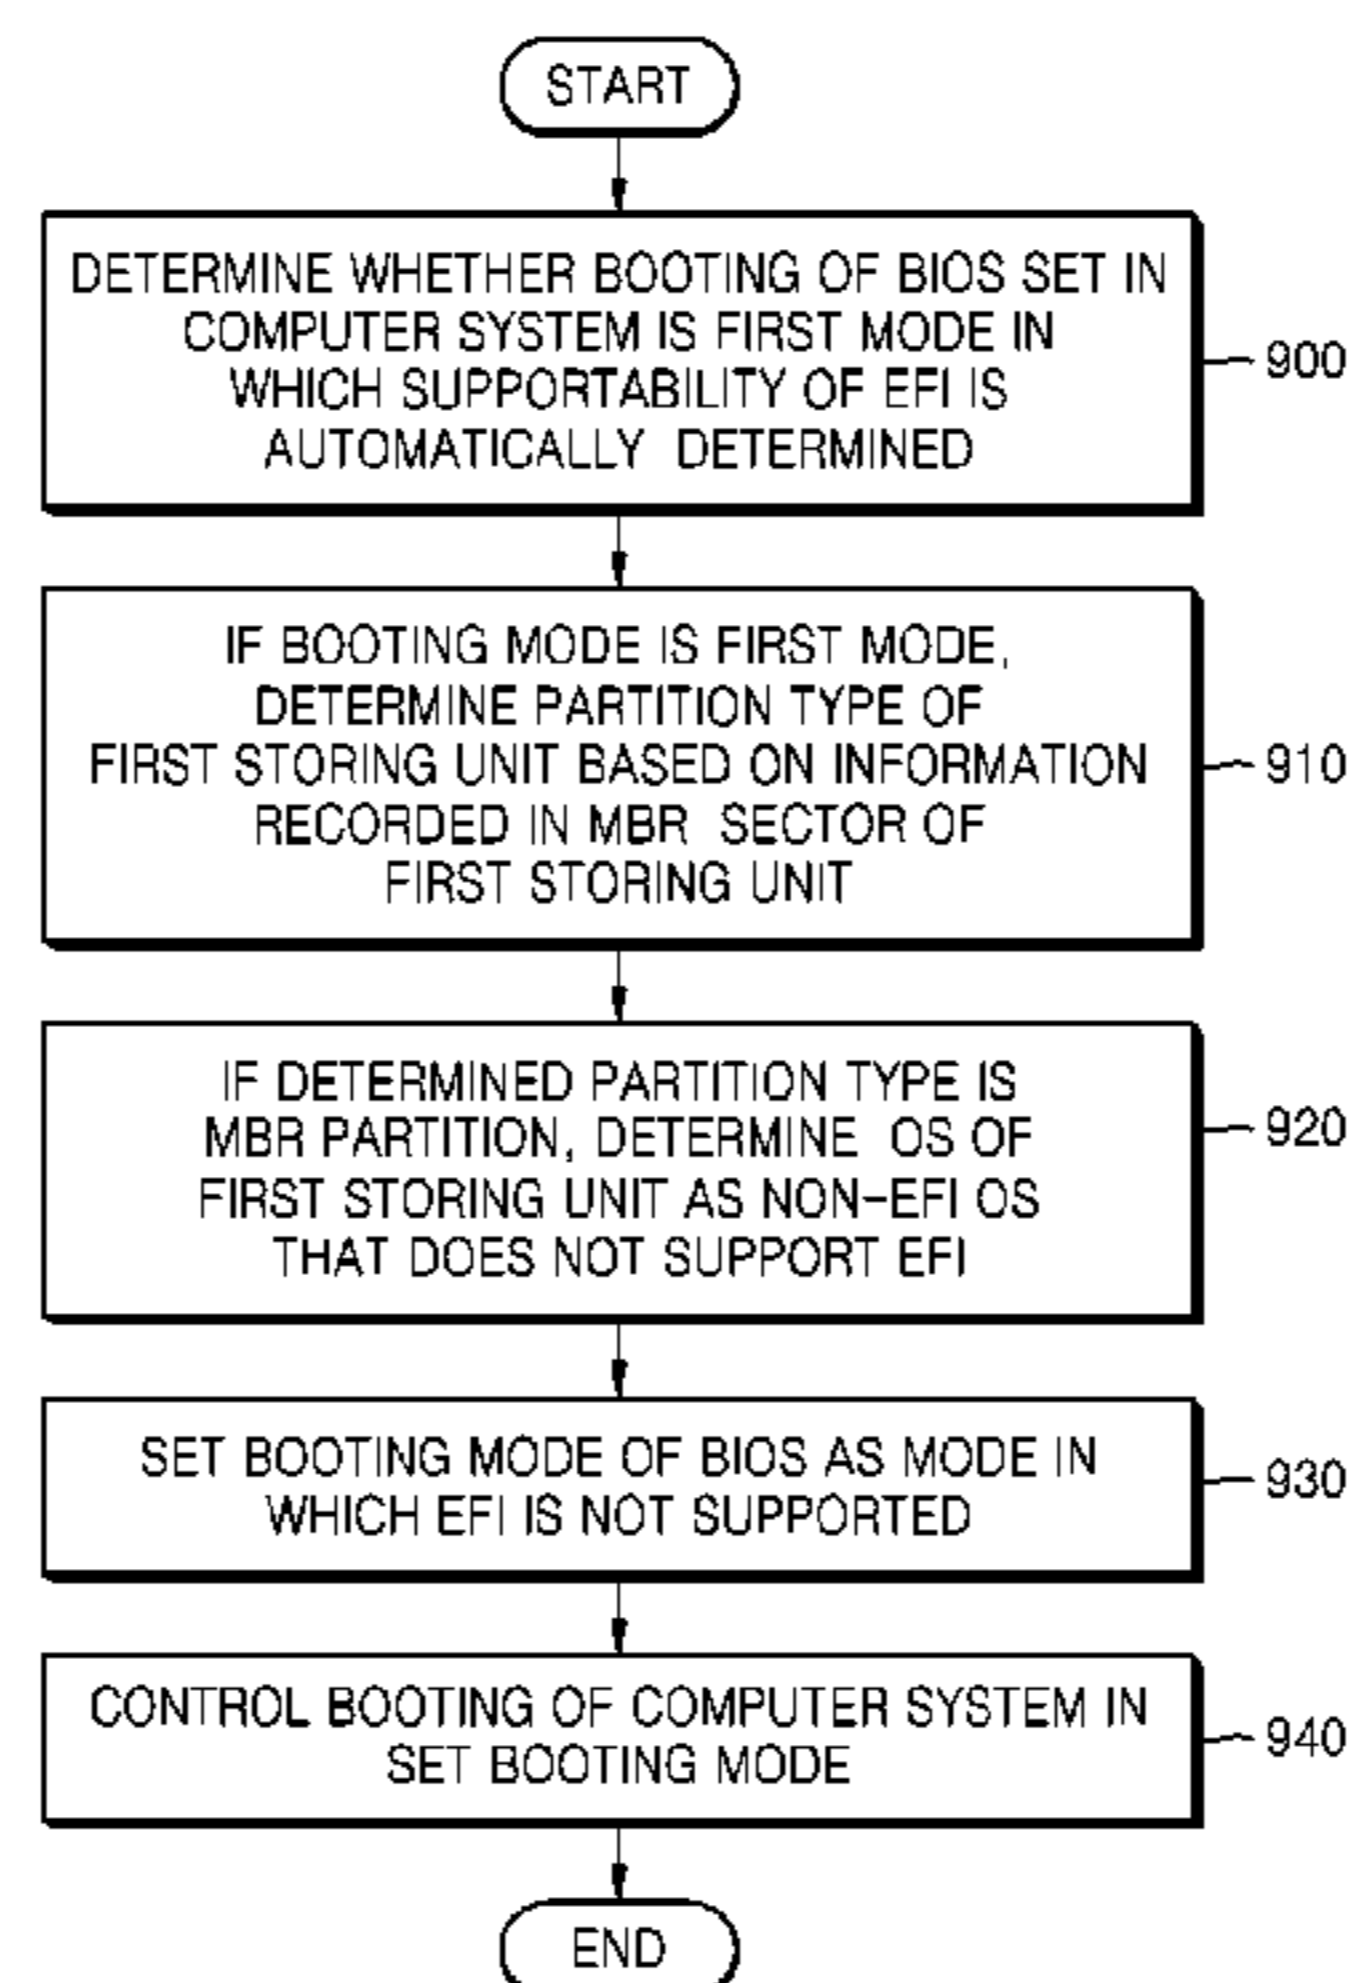 START
DETERMINE WHETHER BOOTING OF BIOS SET IN
COMPUTER SYSTEM IS FIRST MODE IN
WHICH SUPPORTABILITY OF EFI IS
AUTOMATICALLY DETERMINED
900
IF BOOTING MODE IS FIRST MODE,
DETERMINE PARTITION TYPE OF
FIRST STORING UNIT BASED ON INFORMATION
RECORDED IN MBR SECTOR OF
FIRST STORING UNIT
910
IF DETERMINED PARTITION TYPE IS
MBR PARTITION, DETERMINE OS OF
FIRST STORING UNIT AS NON-EFI OS
THAT DOES NOT SUPPORT EFI
920
SET BOOTING MODE OF BIOS AS MODE IN
WHICH EFI IS NOT SUPPORTED
930
CONTROL BOOTING OF COMPUTER SYSTEM IN
SET BOOTING MODE
940
END